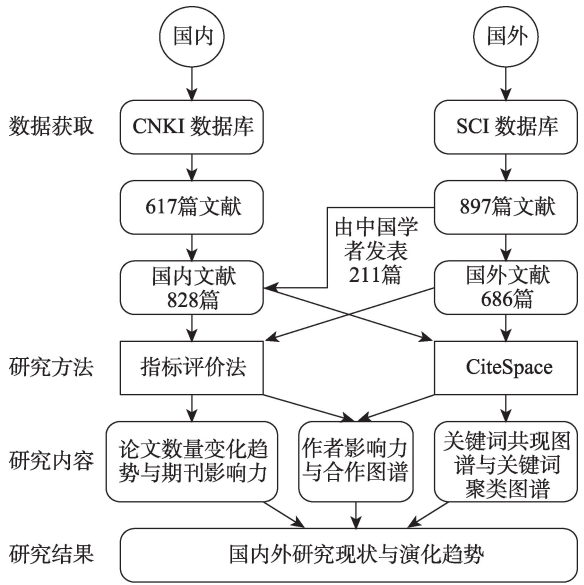 国内
国外
数据获取
CNKI 数据库
SCI 数据库
617篇文献
897篇文献
由中国学
者发表
211篇
国内文献
828篇
国外文献
686篇
研究方法
指标评价法
CiteSpace
研究内容
论文数量变化趋
势与期刊影响力
作者影响力
与合作图谱
关键词共现图
谱与关键词
聚类图谱
研究结果
国内外研究现状与演化趋势